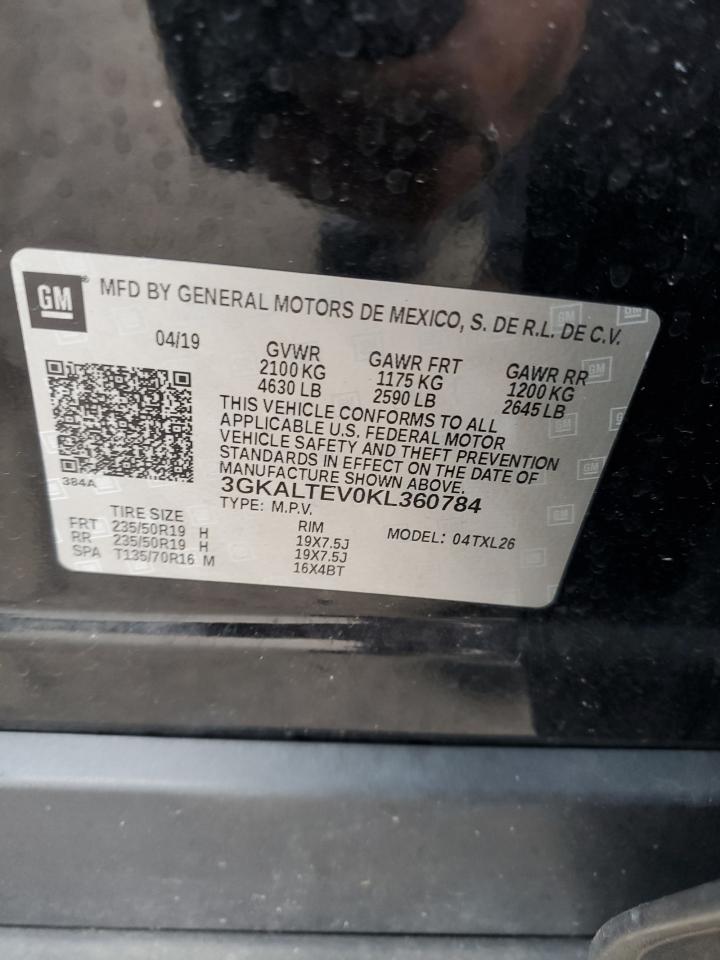 GM® MFD BY GENERAL MOTORS DE MEXICO, S. DE R.L. DE C.V.
04/19 GVWR GAWR FRT GAWR RR
2100 KG 1175 KG 1200 KG
4630 LB 2590 LB 2645 LB
THIS VEHICLE CONFORMS TO ALL
APPLICABLE U.S. FEDERAL MOTOR
VEHICLE SAFETY AND THEFT PREVENTION
STANDARDS IN EFFECT ON THE DATE OF
MANUFACTURE SHOWN ABOVE.
384A 3GKALTEV0KL360784
TYPE: M.P.V. MODEL: 04TXL26
TIRE SIZE RIM
FRT 235/50R19 H 19X7.5J
RR 235/50R19 H 19X7.5J
SPA T135/70R16 M 16X4BT